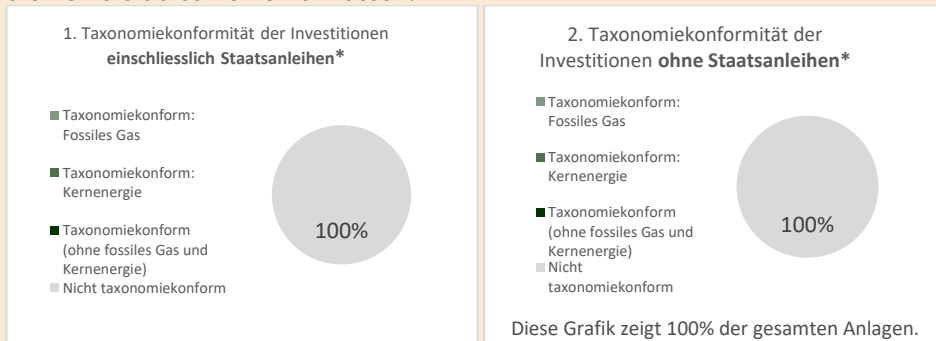 1. Taxonomiekonformität der Investitionen
einschliesslich Staatsanleihen*
Taxonomiekonform:
Fossiles Gas
Taxonomiekonform:
Kernenergie
Taxonomiekonform
(ohne fossiles Gas und
Kernenergie)
Nicht taxonomiekonform
100%
2. Taxonomiekonformität der
Investitionen ohne Staatsanleihen*
Taxonomiekonform:
Fossiles Gas
Taxonomiekonform:
Kernenergie
Taxonomiekonform
(ohne fossiles Gas und
Kernenergie)
Nicht
taxonomiekonform
100%
Diese Grafik zeigt 100% der gesamten Anlagen.